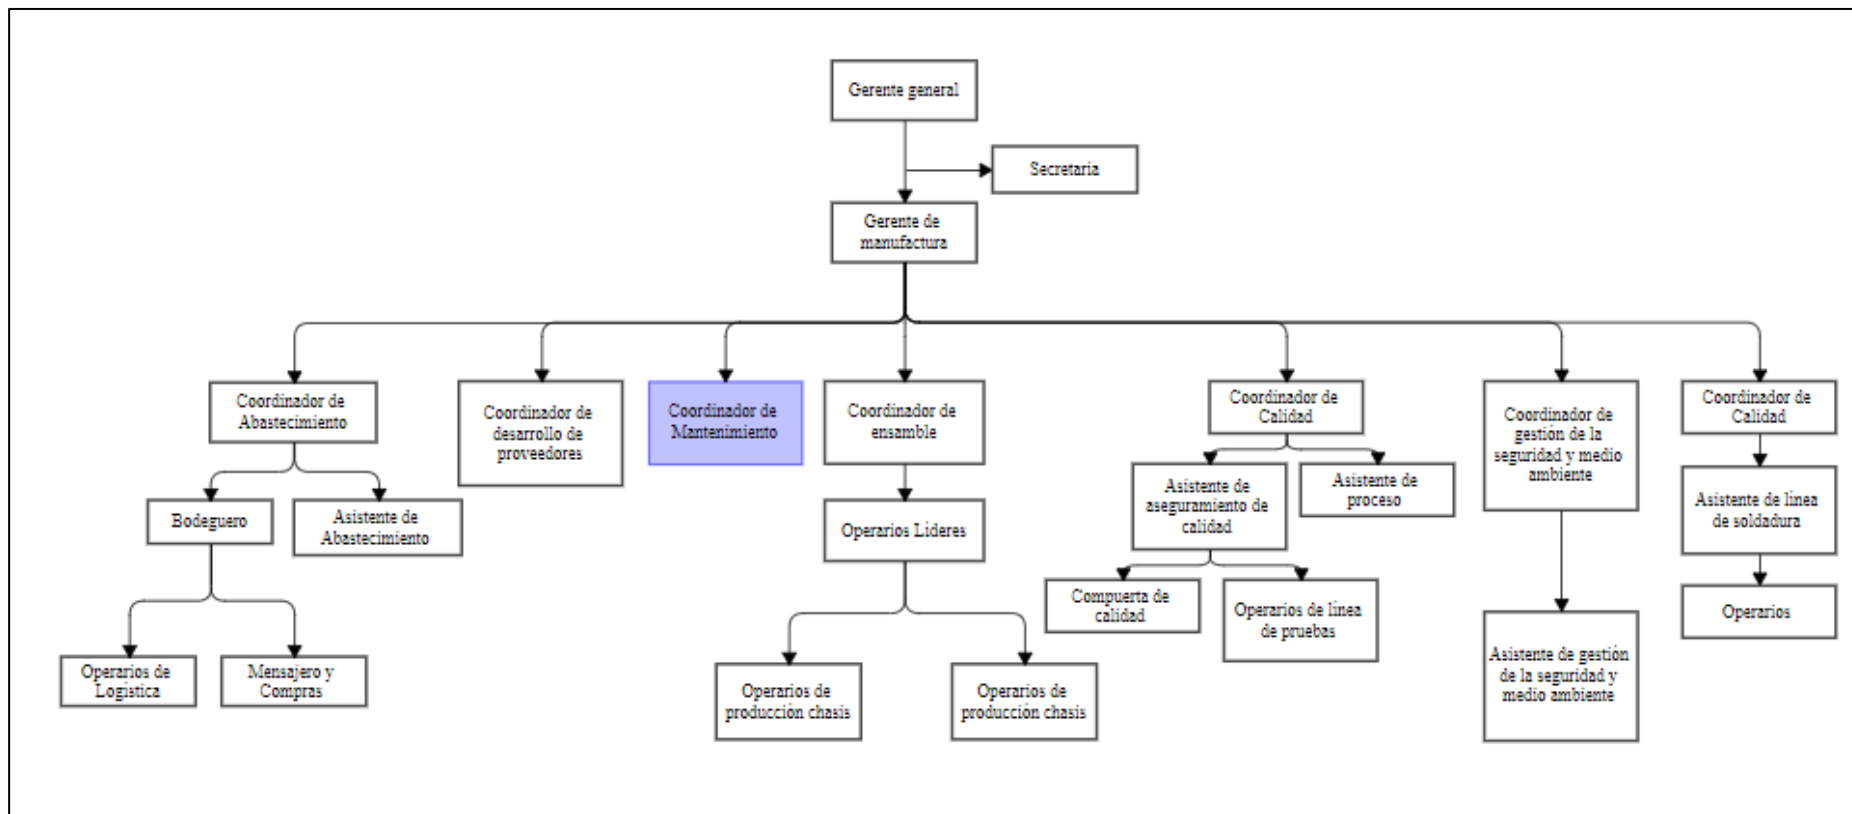 Gerente general
Secretaria
Gerente de
manufactura
Coordinador de
Abastecimiento
Coordinador de
desarrollo de
proveedores
Coordinador de
Mantenimiento
Coordinador de
ensamble
Coordinador de
Calidad
Coordinador de
gestión de la
seguridad y medio
ambiente
Coordinador de
Calidad
Bodeguero
Asistente de
Abastecimiento
Operarios Líderes
Asistente de
aseguramiento de
calidad
Asistente de
proceso
Asistente de línea
de soldadura
Operarios de
Logística
Mensajero y
Compras
Operarios de
producción chasis
Operarios de
producción chasis
Compuerta de
calidad
Operarios de línea
de pruebas
Asistente de gestión
de la seguridad y
medio ambiente
Operarios